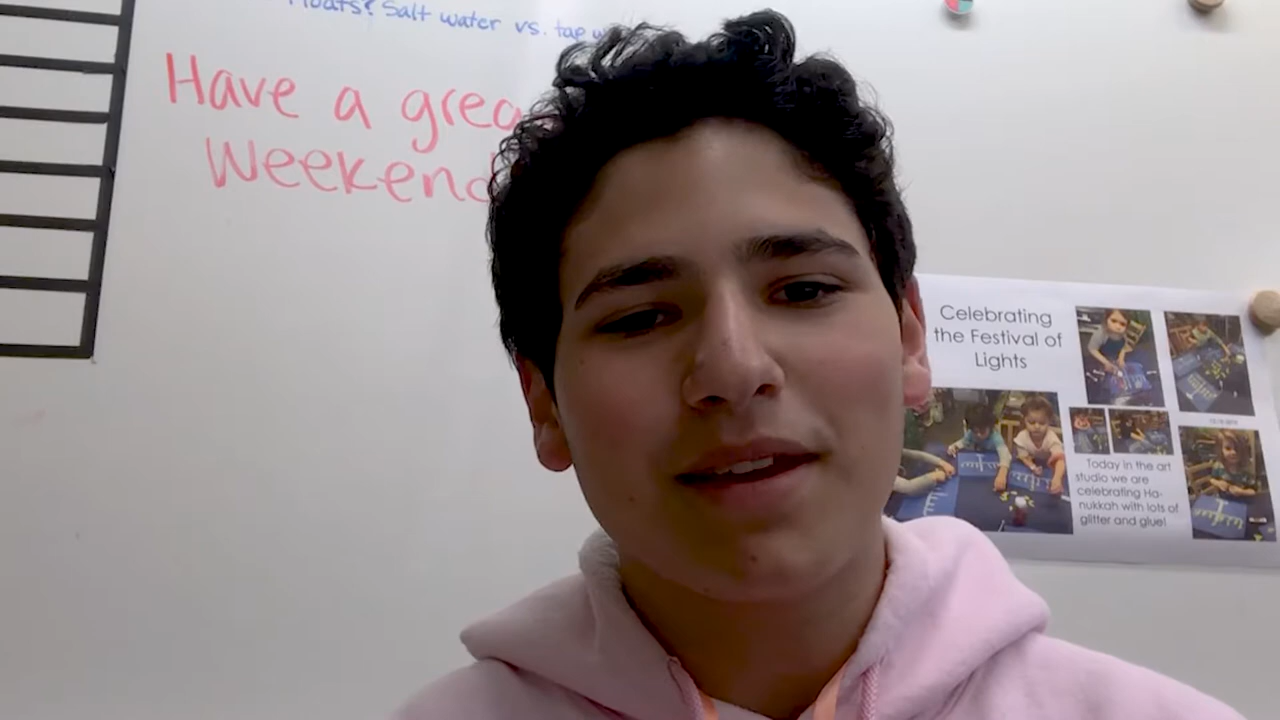 Floats? Salt water vs. tap
Have a grea
Weekend
Celebrating
the Festival of
Lights
Today in the art
studio we are
celebrating Ha-
nukkah with lots of
glitter and glue!